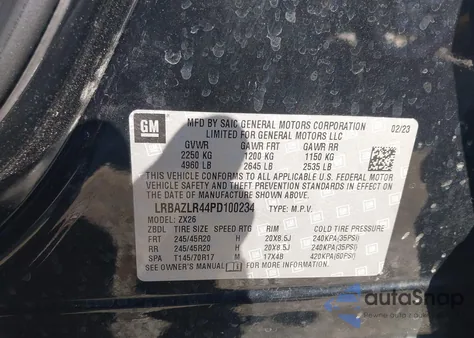 GM
MFD BY SAIC GENERAL MOTORS CORPORATION 02/23
LIMITED FOR GENERAL MOTORS LLC
GVWR GAWR FRT GAWR RR
2250 KG 1200 KG 1150 KG
4960 LB 2645 LB 2535 LB
THIS VEHICLE CONFORMS TO ALL APPLICABLE U.S. FEDERAL
VEHICLE SAFETY AND THEFT PREVENTION STANDARDS
IN EFFECT ON THE DATE OF MANUFACTURE SHOWN ABOVE.
LRBAZLR44PD100234 TYPE: M.P.V.
MODEL: ZX26
ZBDL TIRE SIZE SPEED RTG RIM COLD TIRE PRESSURE
FRT 245/45R20 H 20X8.5J 240KPA(35PSI)
RR 245/45R20 H 20X8.5J 240KPA(35PSI)
SPA T145/70R17 M 17X4B 420KPA(60PSI)
SEE OWNER'S MANUAL FOR MORE INFORMATION.
autoSnap